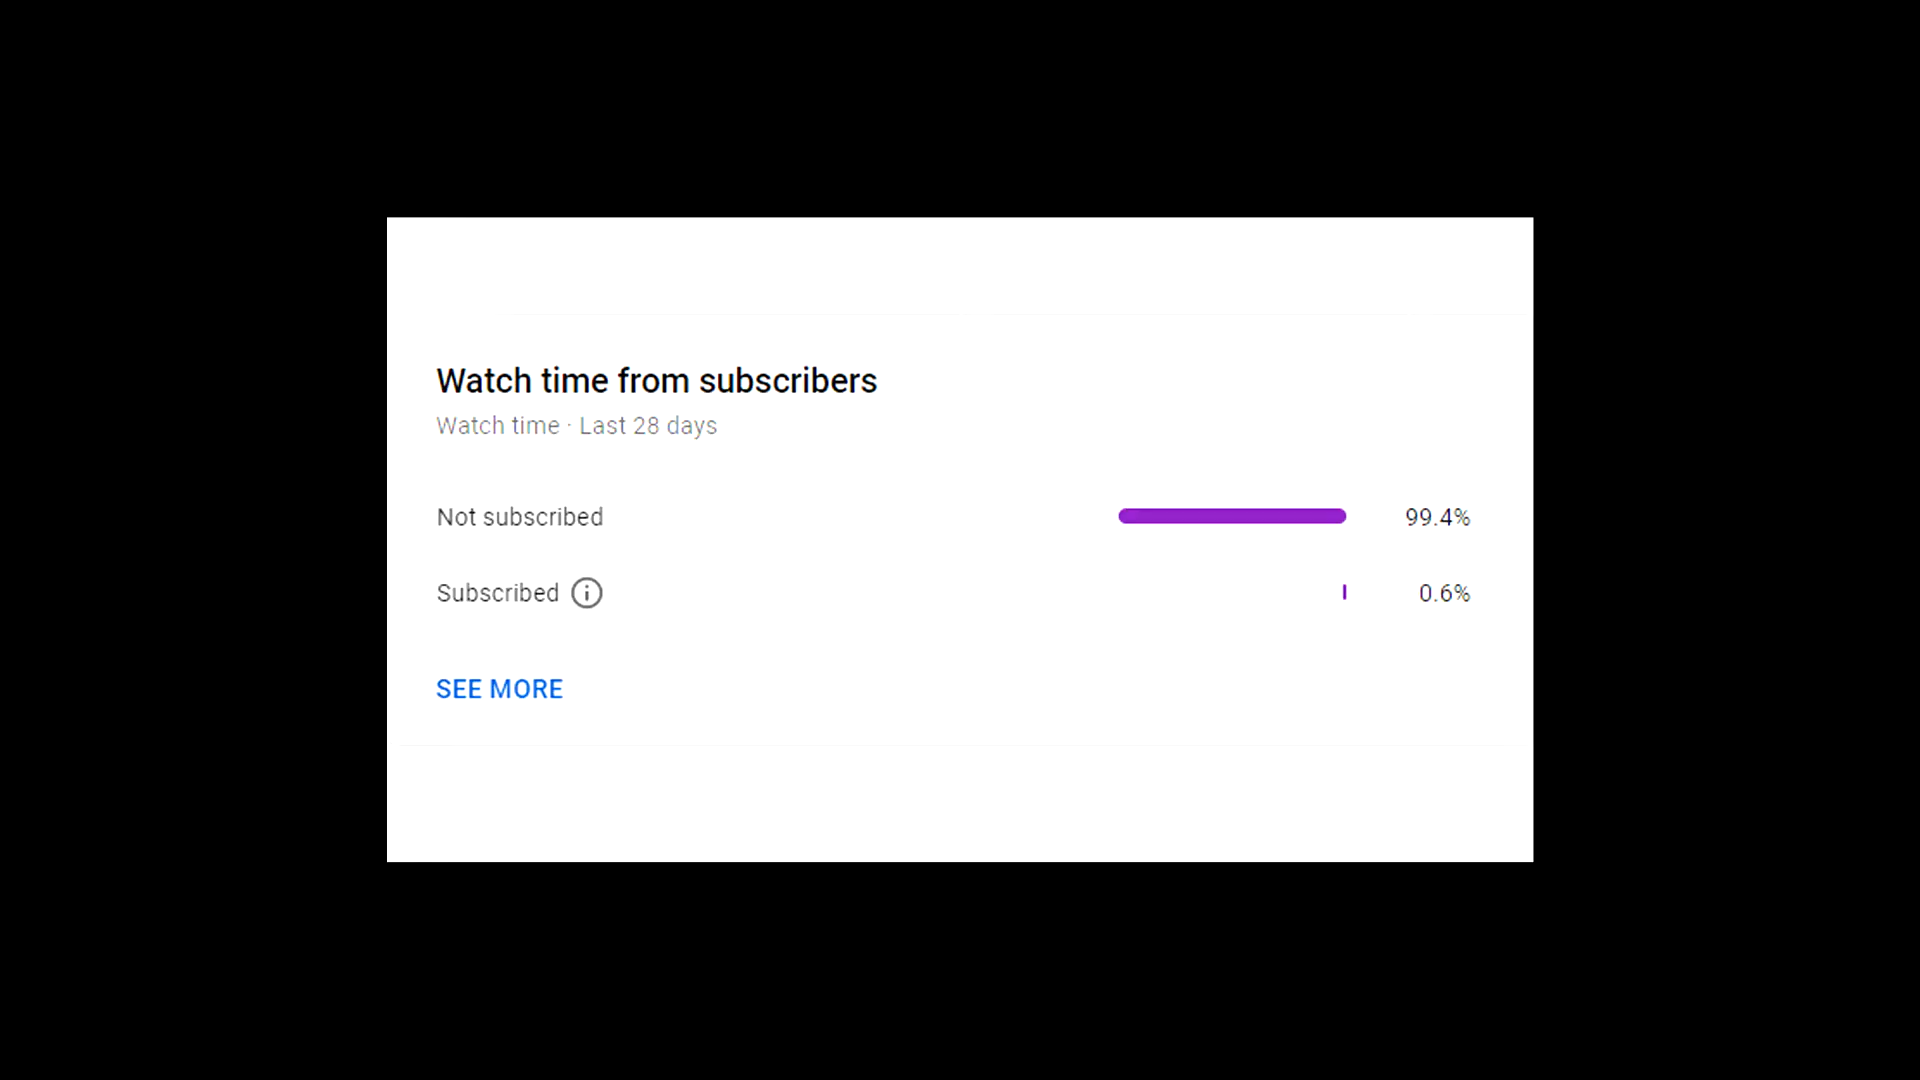 Watch time from subscribers
Watch time · Last 28 days
Not subscribed 99.4%
Subscribed 0.6%
SEE MORE